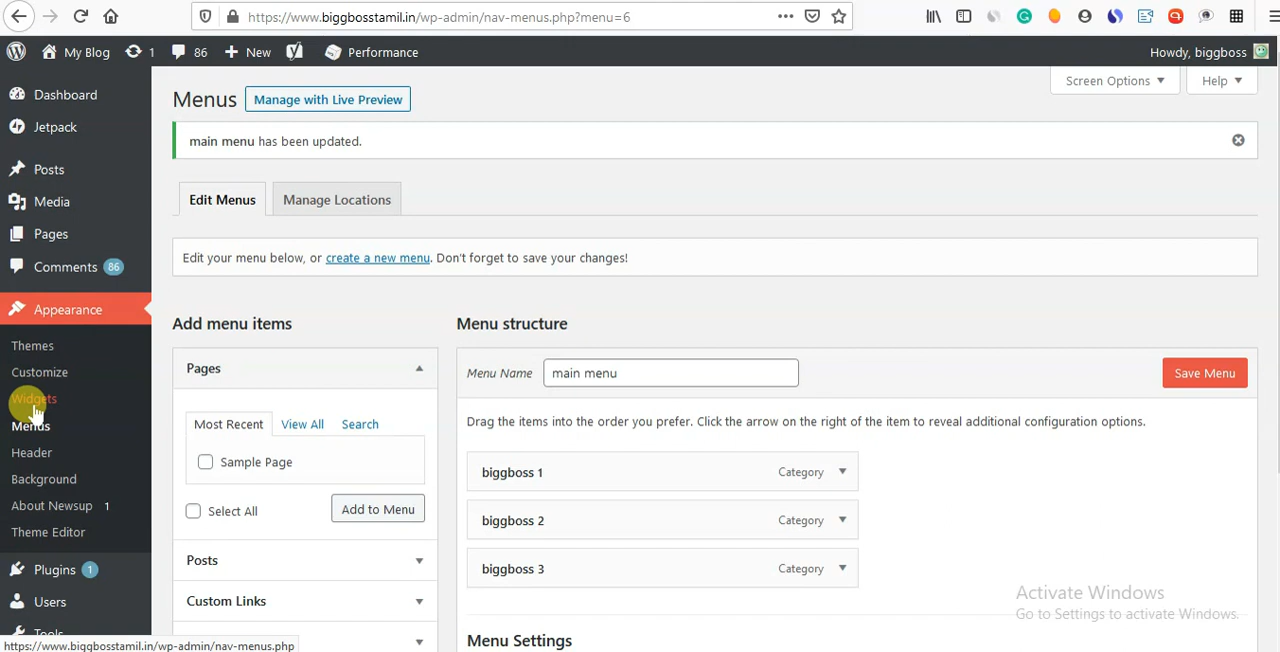 https://www.biggbosstamil.in/wp-admin/nav-menus.php?menu=6
My Blog 1 86 New Performance Howdy, biggboss
Screen Options Help
Dashboard
Jetpack
Posts
Media
Pages
Comments 86
Appearance
Themes
Customize
Widgets
Menus
Header
Background
About Newsup 1
Theme Editor
Plugins 1
Users
Tools
Menus Manage with Live Preview
main menu has been updated.
Edit Menus Manage Locations
Edit your menu below, or create a new menu. Don't forget to save your changes!
Add menu items
Pages
Most Recent View All Search
Sample Page
Select All Add to Menu
Posts
Custom Links
Menu structure
Menu Name main menu Save Menu
Drag the items into the order you prefer. Click the arrow on the right of the item to reveal additional configuration options.
biggboss 1 Category
biggboss 2 Category
biggboss 3 Category
Menu Settings
Activate Windows
Go to Settings to activate Windows.
https://www.biggbosstamil.in/wp-admin/nav-menus.php